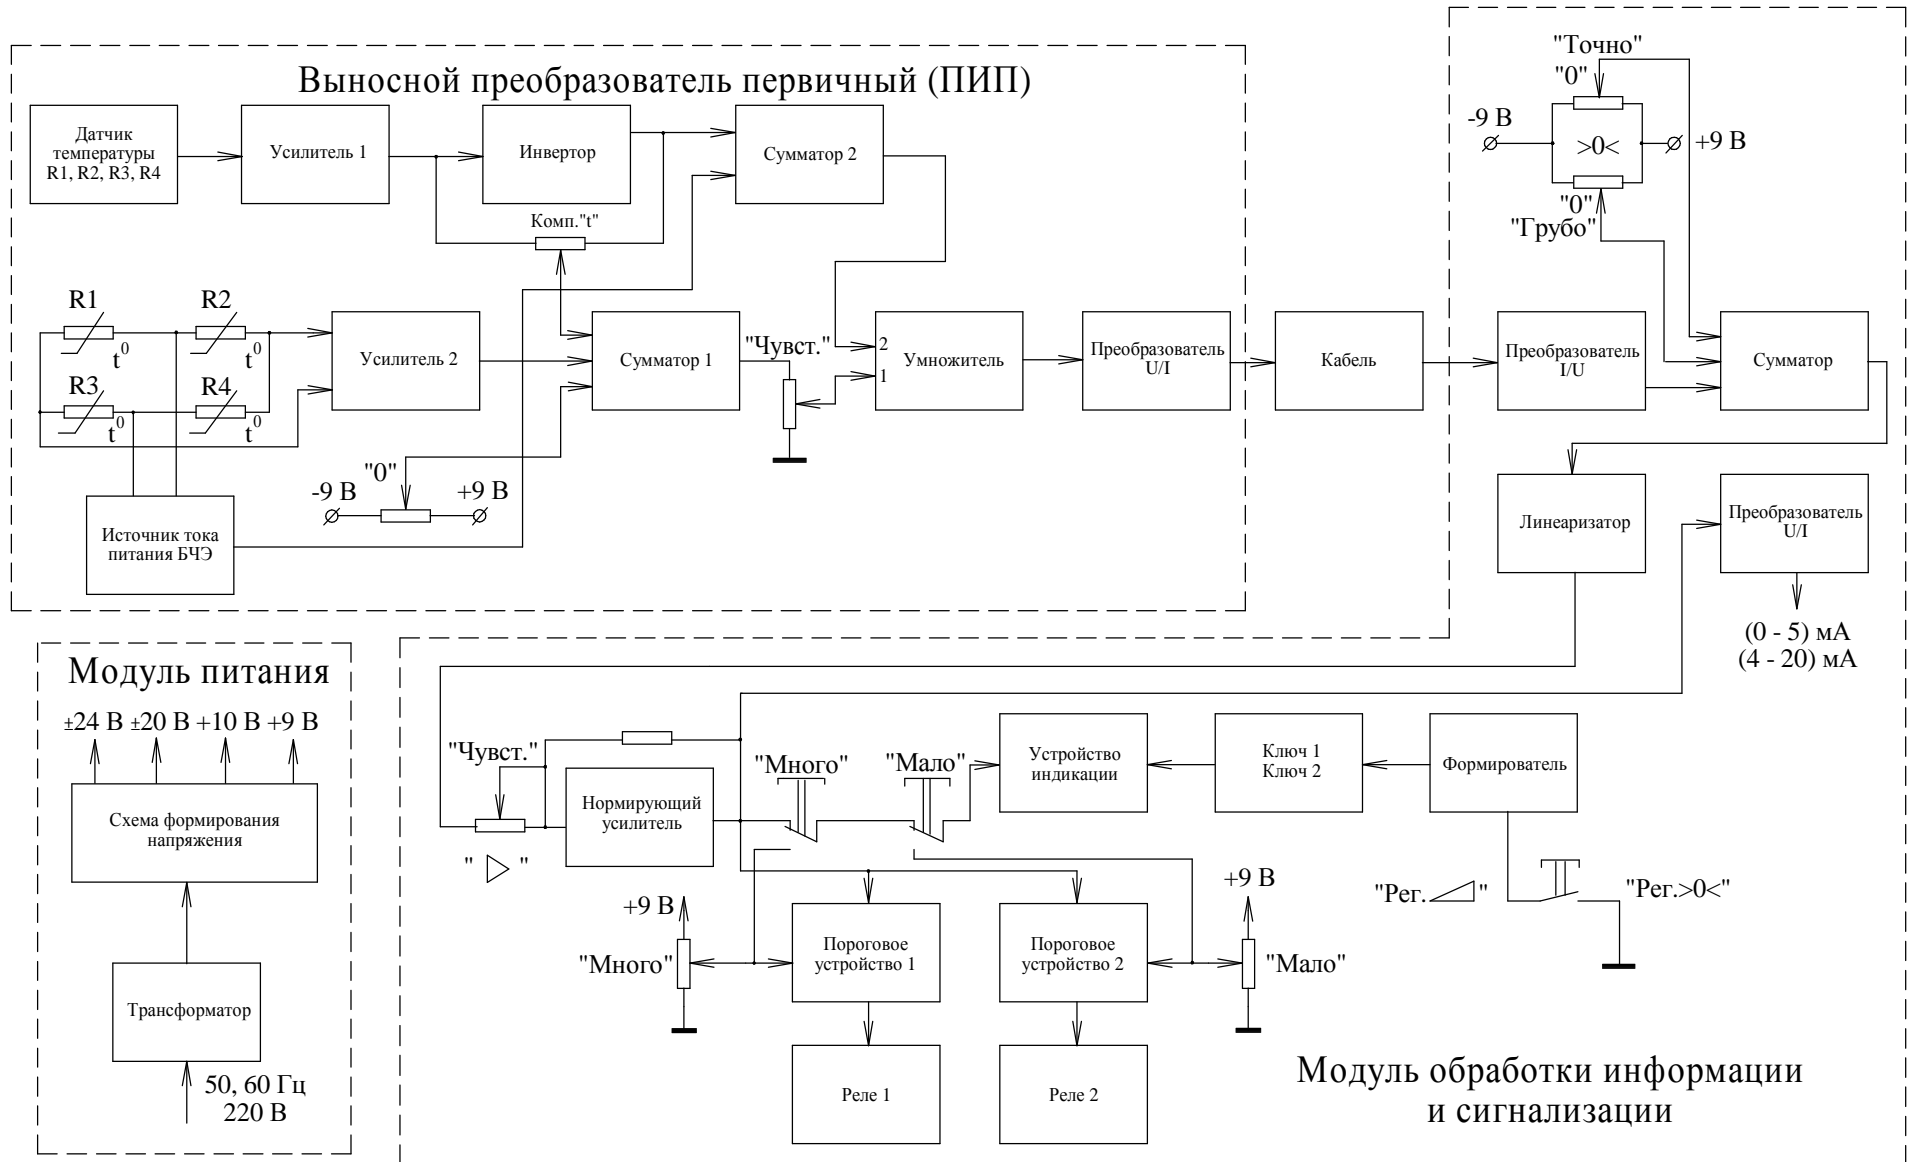 Выносной преобразователь первичный (ПИП)
Датчик
температуры
R1, R2, R3, R4
Усилитель 1
Инвертор
Сумматор 2
Комп."t"
R1
t⁰
R2
t⁰
R3
t⁰
R4
t⁰
Усилитель 2
Сумматор 1
"Чувст."
2
1
Умножитель
Преобразователь
U/I
"0"
-9 В
+9 В
Источник тока
питания БЧЭ
Кабель
"Точно"
"0"
-9 В
>0<
+9 В
"0"
"Грубо"
Преобразователь
I/U
Сумматор
Линеаризатор
Преобразователь
U/I
(0 - 5) мА
(4 - 20) мА
Модуль питания
±24 В ±20 В +10 В +9 В
Схема формирования
напряжения
Трансформатор
50, 60 Гц
220 В
"Чувст."
" "
Нормирующий
усилитель
"Много"
"Мало"
Устройство
индикации
Ключ 1
Ключ 2
Формирователь
"Рег. "
"Рег.>0<"
+9 В
"Много"
Пороговое
устройство 1
Пороговое
устройство 2
+9 В
"Мало"
Реле 1
Реле 2
Модуль обработки информации
и сигнализации